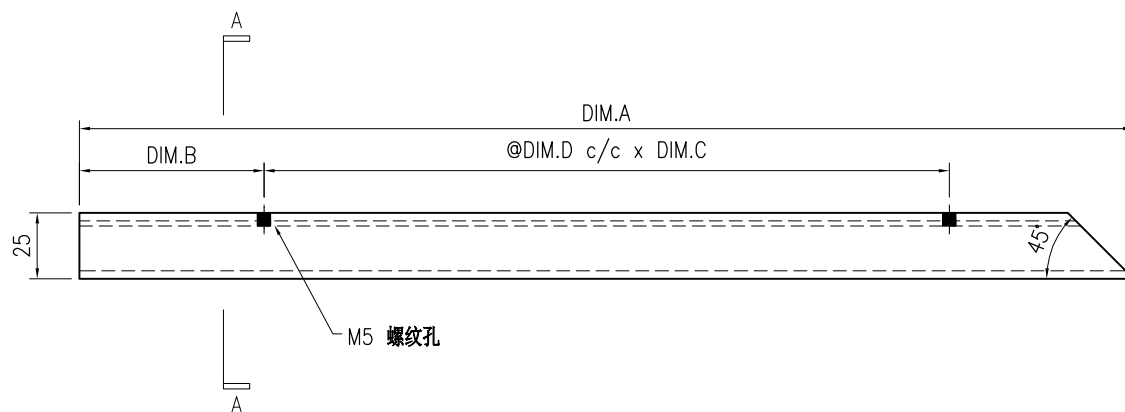 A
DIM.A
DIM.B
@DIM.D c/c x DIM.C
25
45°
M5 螺纹孔
A